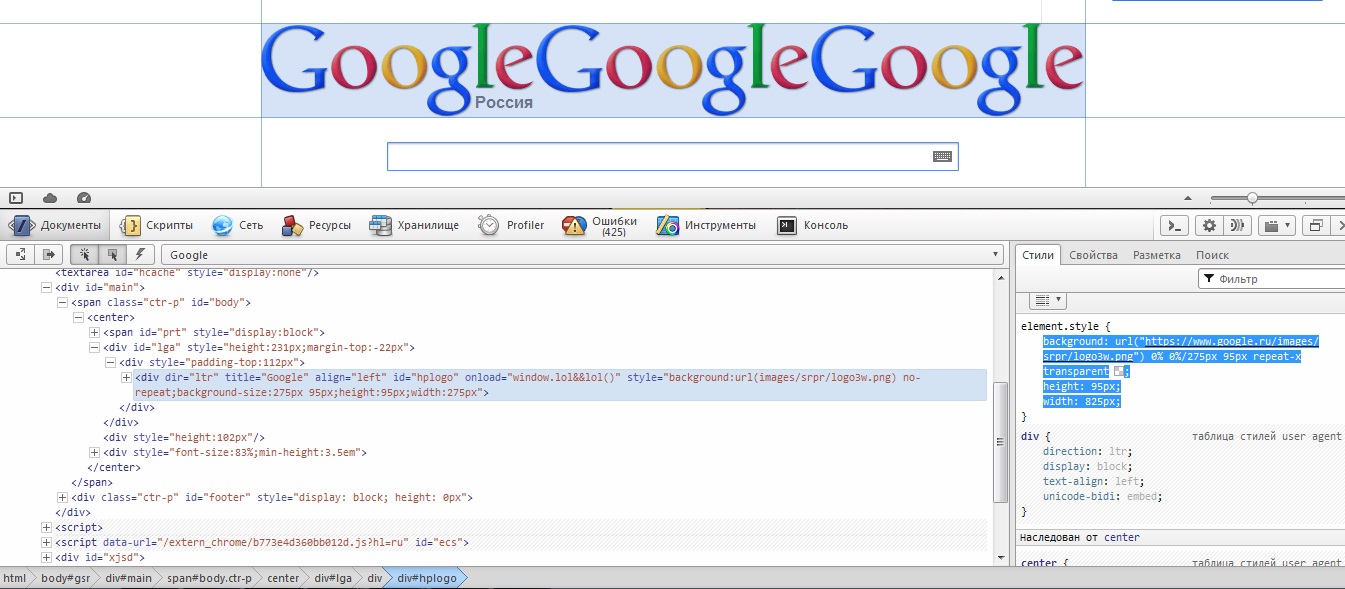 GoogleGoogleGoogle
Россия
Документы
Скрипты
Сеть
Ресурсы
Хранилище
Profiler
Ошибки
(425)
Инструменты
Консоль
Google
Стили
Свойства
Разметка
Поиск
Фильтр
<textarea id="hcache" style="display:none"/>
<div id="main">
<span class="ctr-p" id="body">
<center>
<span id="prt" style="display:block">
<div id="lga" style="height:231px;margin-top:-22px">
<div style="padding-top:112px">
<div dir="ltr" title="Google" align="left" id="hplogo" onload="window.lol&&lol()" style="background:url(images/srpr/logo3w.png) no-
repeat;background-size:275px 95px;height:95px;width:275px">
</div>
</div>
<div style="height:102px"/>
<div style="font-size:83%;min-height:3.5em">
</center>
</span>
<div class="ctr-p" id="footer" style="display: block; height: 0px">
</div>
<script>
<script data-url="/extern_chrome/b773e4d360bb012d.js?hl=ru" id="ecs">
<div id="xjsd">
element.style {
background: url("https://www.google.ru/images/
srpr/logo3w.png") 0% 0%/275px 95px repeat-x
transparent ;
height: 95px;
width: 825px;
}
div { таблица стилей user agent
direction: ltr;
display: block;
text-align: left;
unicode-bidi: embed;
}
Наследован от center
center { таблица стилей user agent
html
body#gsr
div#main
span#body.ctr-p
center
div#lga
div
div#hplogo